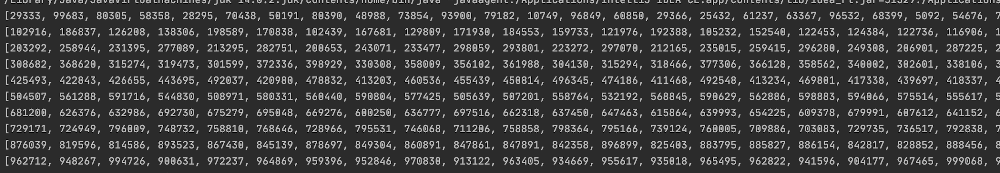 /Library/Java/JavaVirtualMachines/jdk-14.0.2.jdk/Contents/Home/bin/java -javaagent:/Applications/IntelliJ IDEA CE.app/Contents/lib/idea_rt.jar=51329:/Applications
[29333, 99683, 80305, 58358, 28295, 70438, 50191, 80390, 48988, 73854, 93900, 79182, 10749, 96849, 60850, 29366, 25432, 61237, 63367, 96532, 68399, 5092, 54676, 7
[102916, 186837, 126208, 138306, 198589, 170838, 102439, 167681, 129809, 171930, 184553, 159733, 121976, 192388, 105232, 152540, 122453, 124384, 122736, 116906, 1
[203292, 258944, 231395, 277089, 213295, 282751, 200653, 243071, 233477, 298059, 293801, 223272, 297070, 212165, 235015, 259415, 296280, 249308, 206901, 287225, 2
[308682, 368620, 315274, 319473, 301599, 372336, 398929, 330308, 358009, 356102, 361988, 304130, 315294, 318466, 377306, 366128, 358562, 340002, 302601, 338106, 3
[425493, 422843, 426655, 443695, 492037, 420980, 478832, 413203, 460536, 455439, 450814, 496345, 474186, 411468, 492548, 413234, 469801, 417338, 439697, 418337, 4
[504507, 561288, 591716, 544830, 508971, 580331, 560440, 590804, 577425, 505639, 507201, 558764, 532192, 568845, 590629, 562886, 598883, 594066, 575514, 555617, 5
[681200, 626376, 632986, 692730, 675279, 695048, 669276, 600250, 636777, 697516, 662318, 637450, 647463, 615864, 639993, 654225, 609378, 679991, 607612, 641152, 6
[729171, 724949, 796009, 748732, 758810, 768646, 728966, 795531, 746068, 711206, 758858, 798364, 795166, 739124, 760005, 709886, 703083, 729735, 736517, 792838, 7
[876039, 819596, 814586, 893523, 867430, 845139, 878697, 849304, 860891, 847861, 847891, 842358, 896899, 825403, 883795, 885827, 886154, 842817, 828852, 888456, 8
[962712, 948267, 994726, 900631, 972237, 964869, 959396, 952846, 970830, 913122, 963405, 934669, 955617, 935018, 965495, 962822, 941596, 904177, 967465, 999068, 9